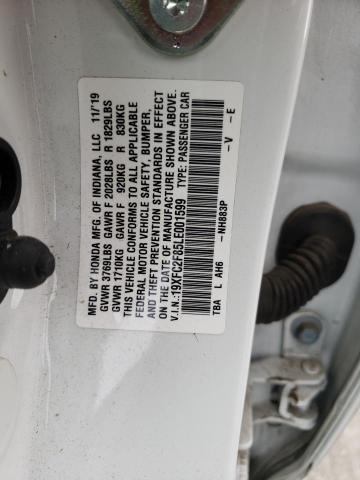 MFD. BY HONDA MFG. OF INDIANA, LLC 11/'19
GVWR 3769LBS GAWR F 2028LBS R 1829LBS
GVWR 1710KG GAWR F 920KG R 830KG
THIS VEHICLE CONFORMS TO ALL APPLICABLE
FEDERAL MOTOR VEHICLE SAFETY, BUMPER,
AND THEFT PREVENTION STANDARDS IN EFFECT
ON THE DATE OF MANUFACTURE SHOWN ABOVE.
V.I.N.:19XFC2F85LE001599 TYPE: PASSENGER CAR
TBA L AH6 -NH883P -V -E